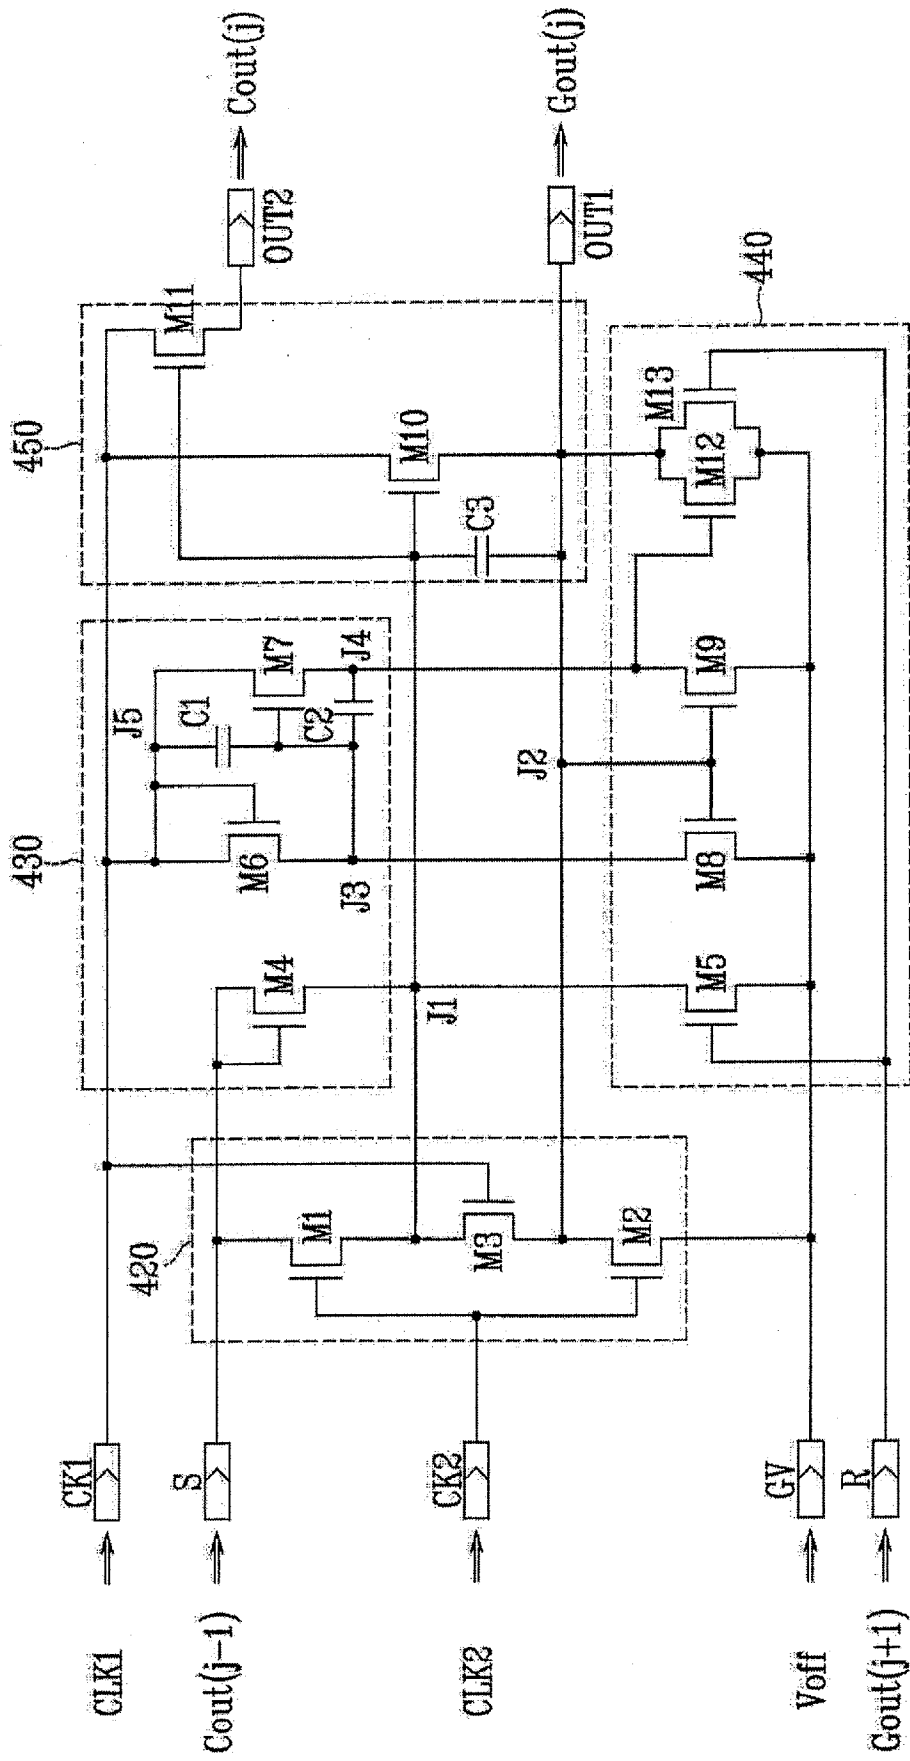 CLK1
CK1
Cout(j-1)
S
CLK2
CK2
Voff
GV
Gout(j+1)
R
420
M1
M3
M2
430
M4
M6
J5
C1
M7
C2
J3
J4
J1
J2
450
M11
M10
C3
440
M5
M8
M9
M12
M13
OUT2
Cout(j)
OUT1
Gout(j)